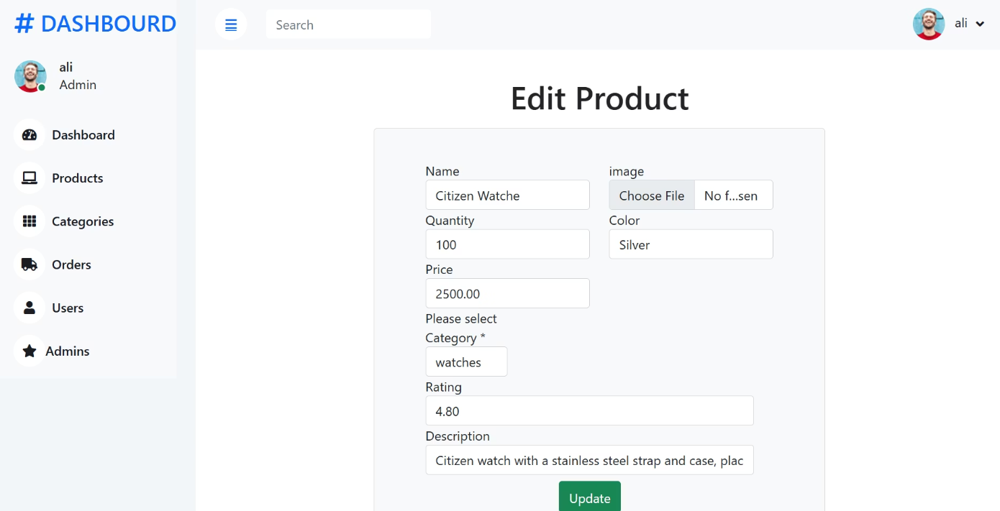 # DASHBOURD
Search
ali
ali
Admin
Dashboard
Products
Categories
Orders
Users
Admins
Edit Product
Name
image
Citizen Watche
Choose File No f...sen
Quantity
Color
100
Silver
Price
2500.00
Please select
Category *
watches
Rating
4.80
Description
Citizen watch with a stainless steel strap and case, plac
Update